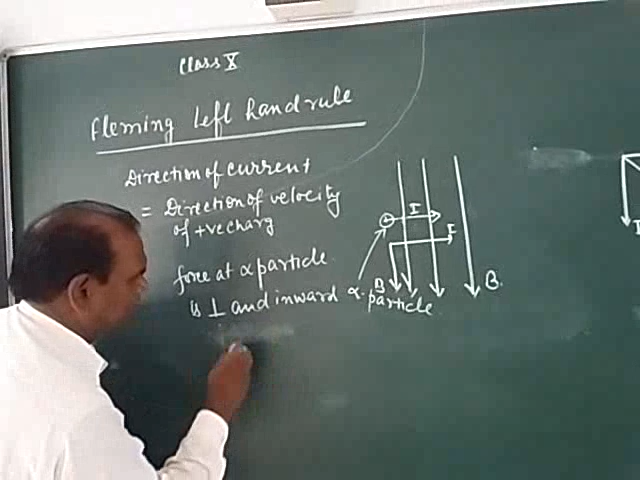 Class X
Fleming Left hand rule
Direction of current
= Direction of velocity
of +ve charg
force at α particle
is ⊥ and inward
+
I
F
B
B
α particle